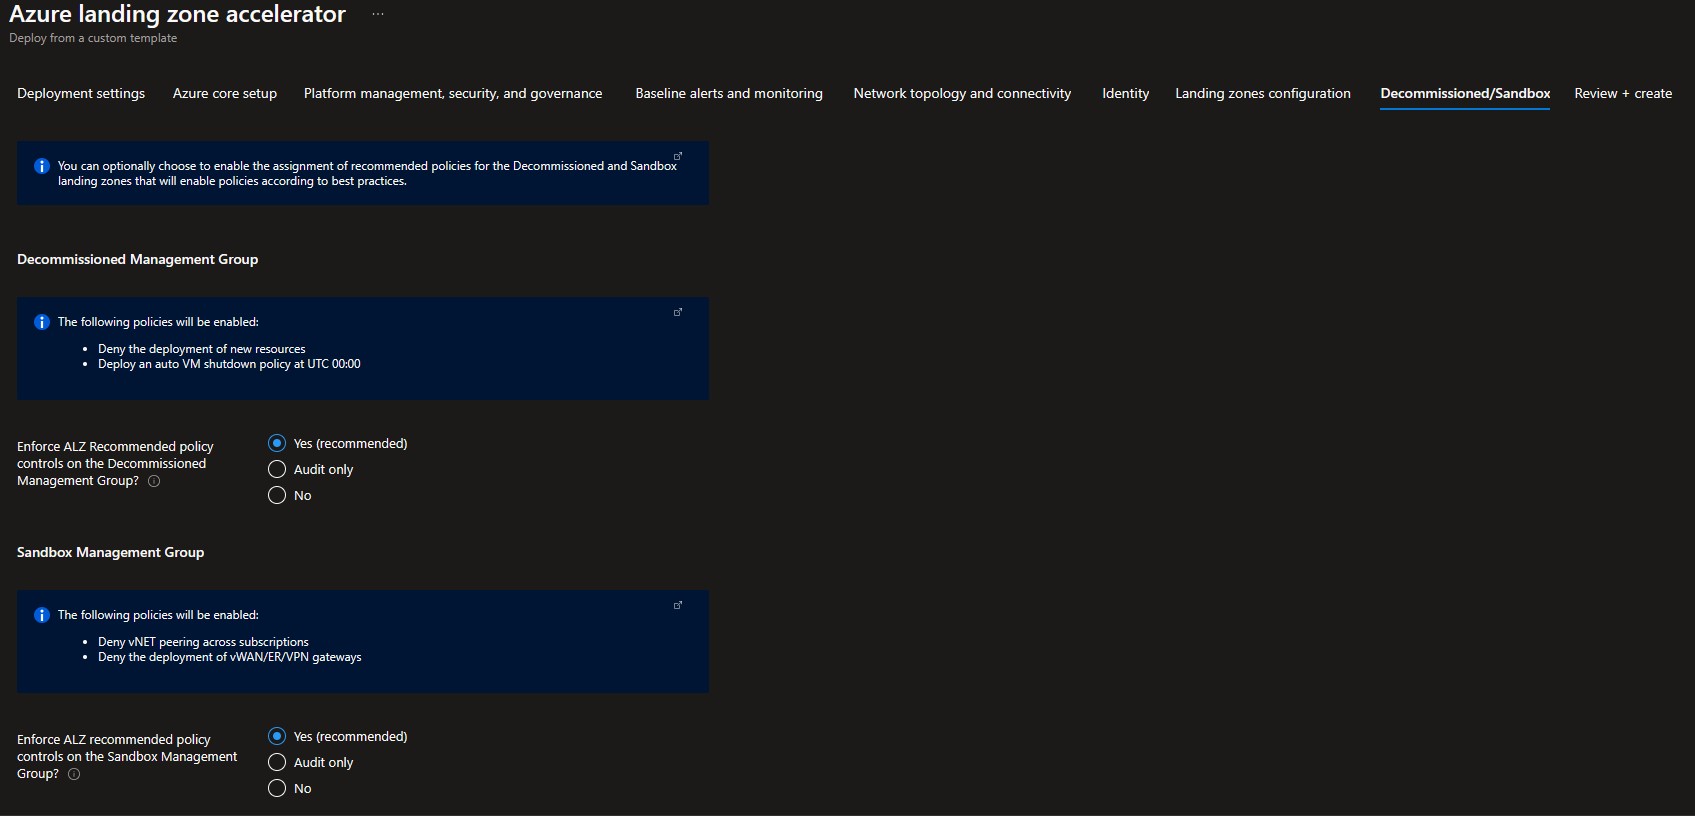 Azure landing zone accelerator ...
Deploy from a custom template
Deployment settings Azure core setup Platform management, security, and governance Baseline alerts and monitoring Network topology and connectivity Identity Landing zones configuration Decommissioned/Sandbox Review + create
You can optionally choose to enable the assignment of recommended policies for the Decommissioned and Sandbox
landing zones that will enable policies according to best practices.
Decommissioned Management Group
The following policies will be enabled:
• Deny the deployment of new resources
• Deploy an auto VM shutdown policy at UTC 00:00
Enforce ALZ Recommended policy
controls on the Decommissioned
Management Group?
Yes (recommended)
Audit only
No
Sandbox Management Group
The following policies will be enabled:
• Deny vNET peering across subscriptions
• Deny the deployment of vWAN/ER/VPN gateways
Enforce ALZ recommended policy
controls on the Sandbox Management
Group?
Yes (recommended)
Audit only
No